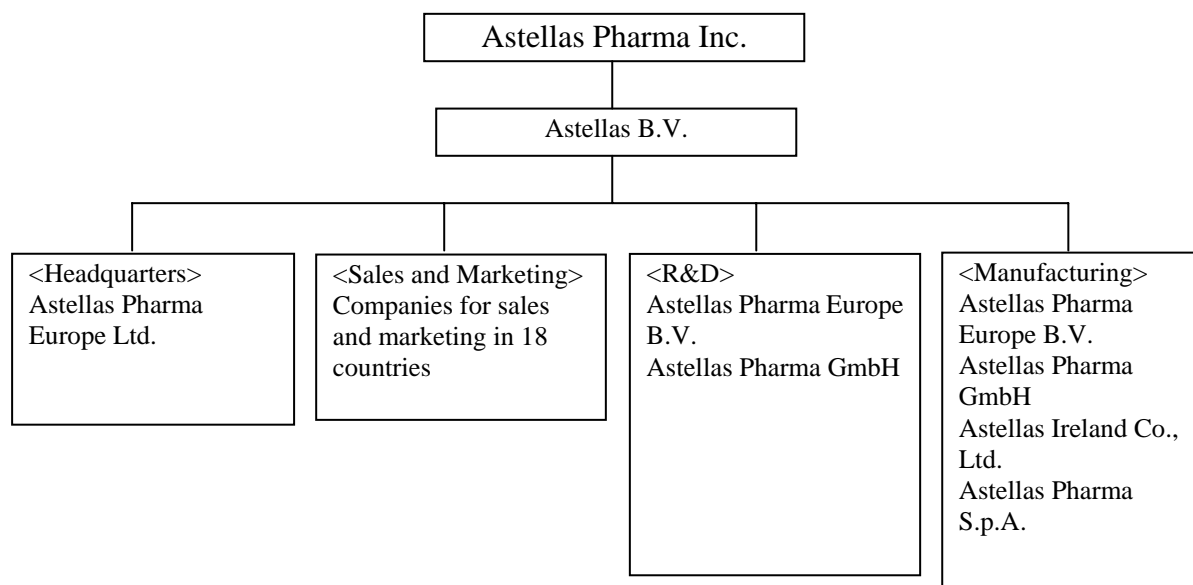 Astellas Pharma Inc.
Astellas B.V.
<Headquarters>
Astellas Pharma
Europe Ltd.
<Sales and Marketing>
Companies for sales
and marketing in 18
countries
<R&D>
Astellas Pharma Europe
B.V.
Astellas Pharma GmbH
<Manufacturing>
Astellas Pharma
Europe B.V.
Astellas Pharma
GmbH
Astellas Ireland Co.,
Ltd.
Astellas Pharma
S.p.A.